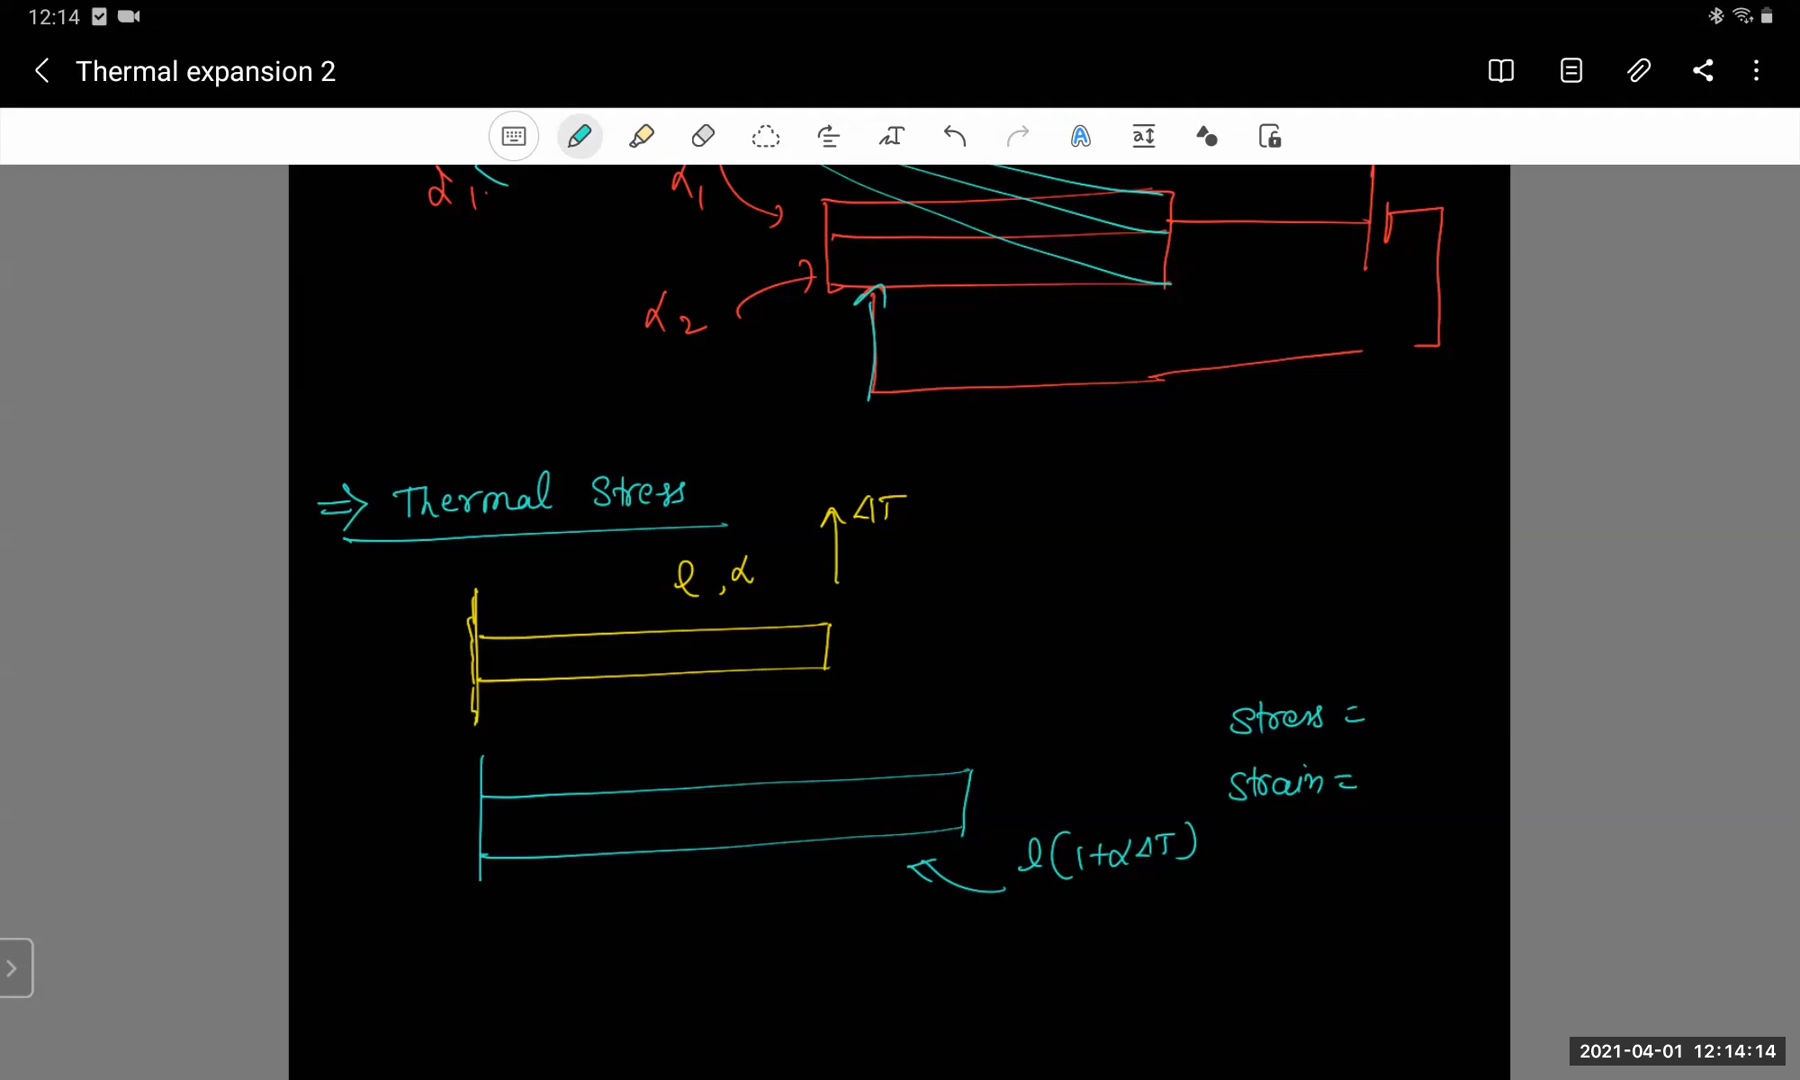 12:14
Thermal expansion 2
α1
α1
α2
⇒ Thermal Stress
ΔT
l, α
Stress =
Strain =
l(1+αΔT)
2021-04-01 12:14:14